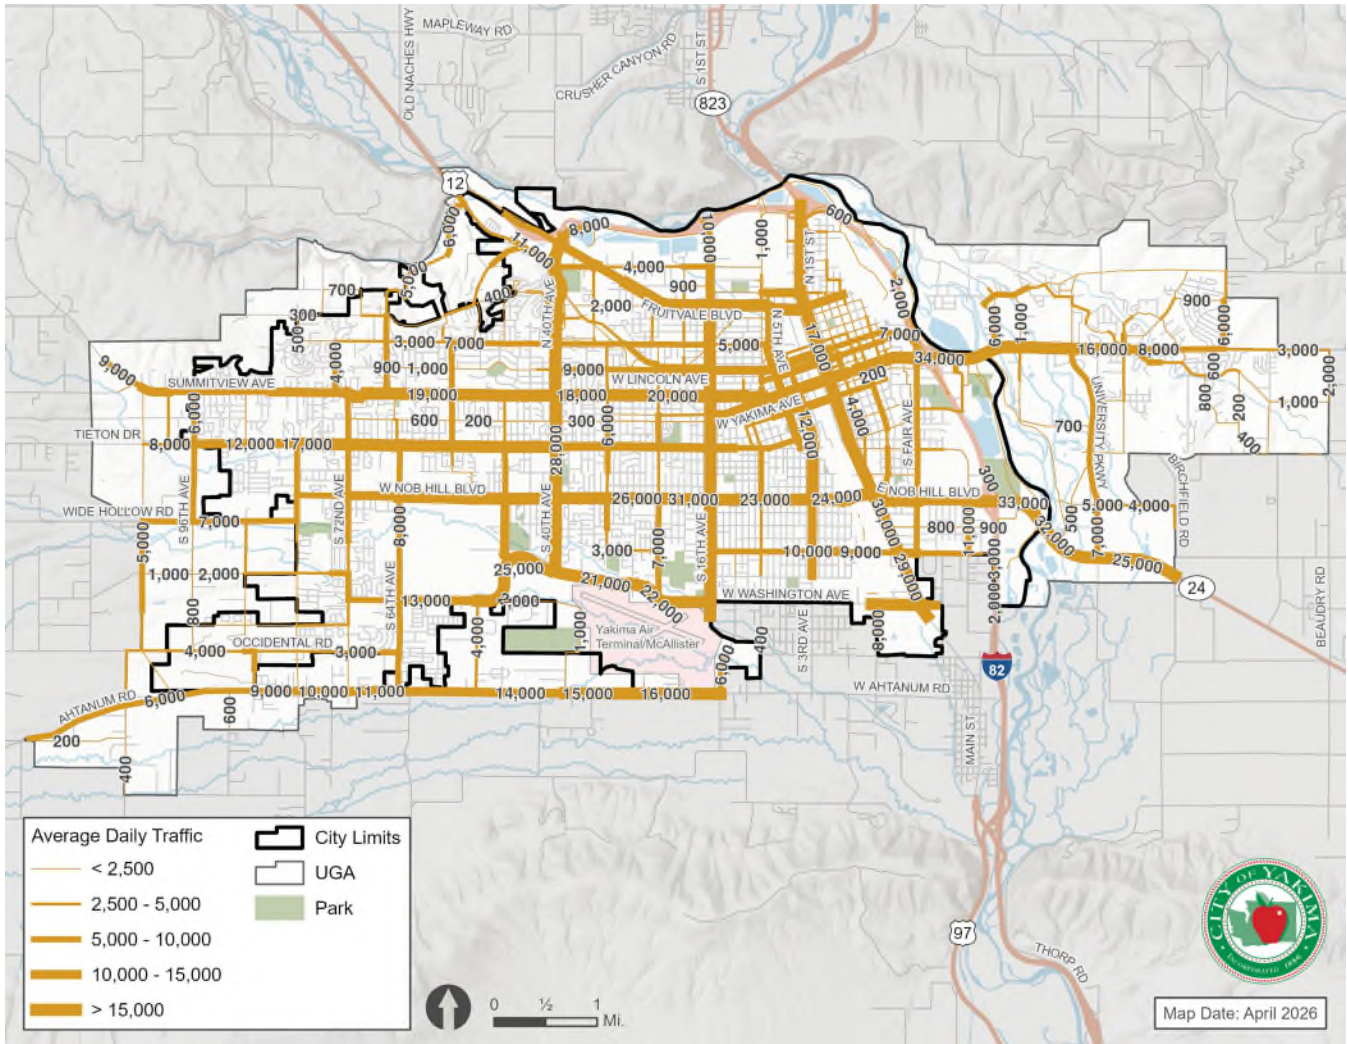 MAPLEWAY RD
OLD NACHES HWY
CRUSHER CANYON RD
S 1ST ST
823
12
6,000
11,000
8,000
10,000
1,000
600
N 1ST ST
5,000
400
4,000
900
2,000
2,000
700
300
500
N 40TH AVE
FRUITVALE BLVD
N 5TH AVE
17,000
7,000
6,000
1,000
900
6,000
3,000
7,000
5,000
34,000
16,000
8,000
3,000
9,000
4,000
900
1,000
9,000
W LINCOLN AVE
200
600
2,000
SUMMITVIEW AVE
19,000
18,000
20,000
4,000
UNIVERSITY PKWY
800
200
1,000
6,000
600
200
300
6,000
W YAKIMA AVE
12,000
S FAIR AVE
700
400
TIETON DR
8,000
12,000
17,000
28,000
BIRCHFIELD RD
S 96TH AVE
S 72ND AVE
W NOB HILL BLVD
S 40TH AVE
26,000
31,000
23,000
24,000
E NOB HILL BLVD
300
33,000
WIDE HOLLOW RD
7,000
8,000
30,000
800
11,000
900
32,000
500
5,000
4,000
7,000
5,000
3,000
7,000
S 16TH AVE
10,000
9,000
29,000
25,000
24
1,000
2,000
25,000
21,000
22,000
3,000
2,000
BEAUDRY RD
800
S 64TH AVE
13,000
2,000
W WASHINGTON AVE
OCCIDENTAL RD
4,000
3,000
4,000
1,000
Yakima Air
Terminal/McAllister
400
S 3RD AVE
8,000
6,000
82
AHTANUM RD
6,000
9,000
10,000
11,000
14,000
15,000
16,000
W AHTANUM RD
600
200
400
MAIN ST
97
THORP RD
Average Daily Traffic
< 2,500
2,500 - 5,000
5,000 - 10,000
10,000 - 15,000
> 15,000
City Limits
UGA
Park
0 ½ 1
Mi.
CITY OF YAKIMA
INCORPORATED 1886
Map Date: April 2026